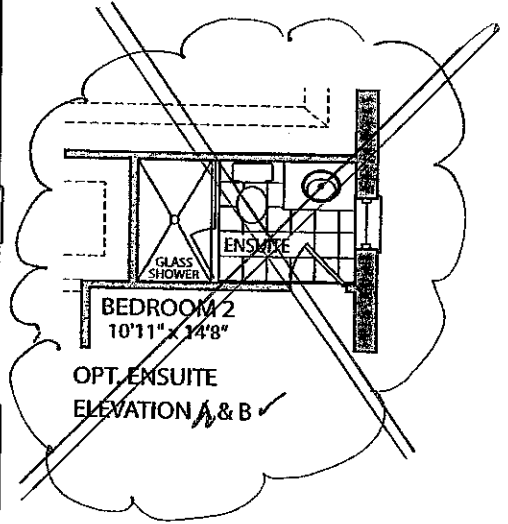 ENSUITE
GLASS
SHOWER
BEDROOM 2
10'11" x 14'8"
OPT. ENSUITE
ELEVATION A & B ✓